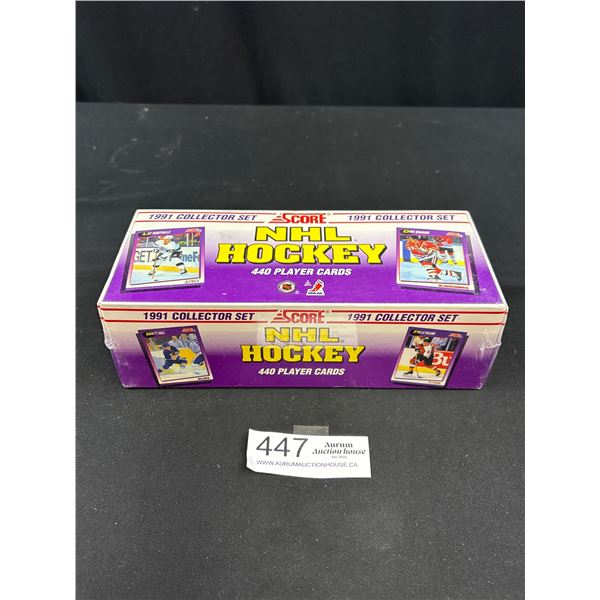 1991 COLLECTOR SET SCORE 1991 COLLECTOR SET
NHL
HOCKEY
440 PLAYER CARDS
BLACKHAWKS
1991 COLLECTOR SET SCORE 1991 COLLECTOR SET
NHL
HOCKEY
440 PLAYER CARDS
447
Aurum
Auction house
WWW.AURUMAUCTIONHOUSE.CA